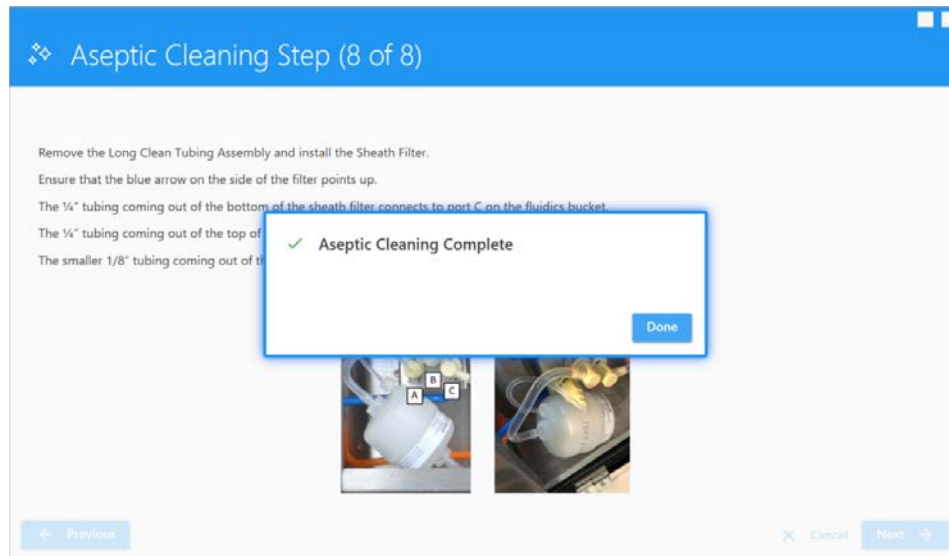 Aseptic Cleaning Step (8 of 8)
Remove the Long Clean Tubing Assembly and install the Sheath Filter.
Ensure that the blue arrow on the side of the filter points up.
The ¼" tubing coming out of the bottom of the sheath filter connects to port C on the fluidics bucket.
The ¼" tubing coming out of the top of
The smaller 1/8" tubing coming out of
Aseptic Cleaning Complete
Done
A
B
C
Previous
Cancel
Next